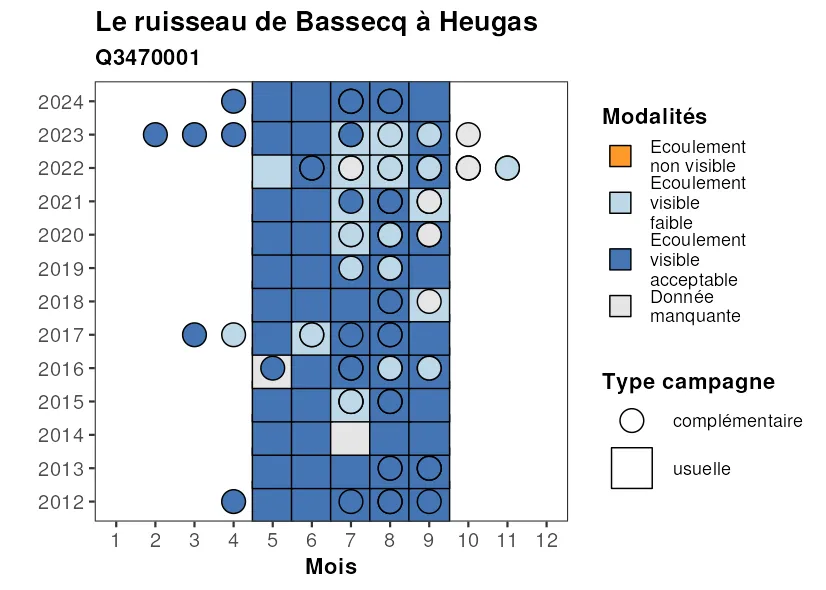 Le ruisseau de Bassecq à Heugas
Q3470001
2024
2023
2022
2021
2020
2019
2018
2017
2016
2015
2014
2013
2012
1 2 3 4 5 6 7 8 9 10 11 12
Mois
Modalités
Ecoulement
non visible
Ecoulement
visible
faible
Ecoulement
visible
acceptable
Donnée
manquante
Type campagne
complémentaire
usuelle